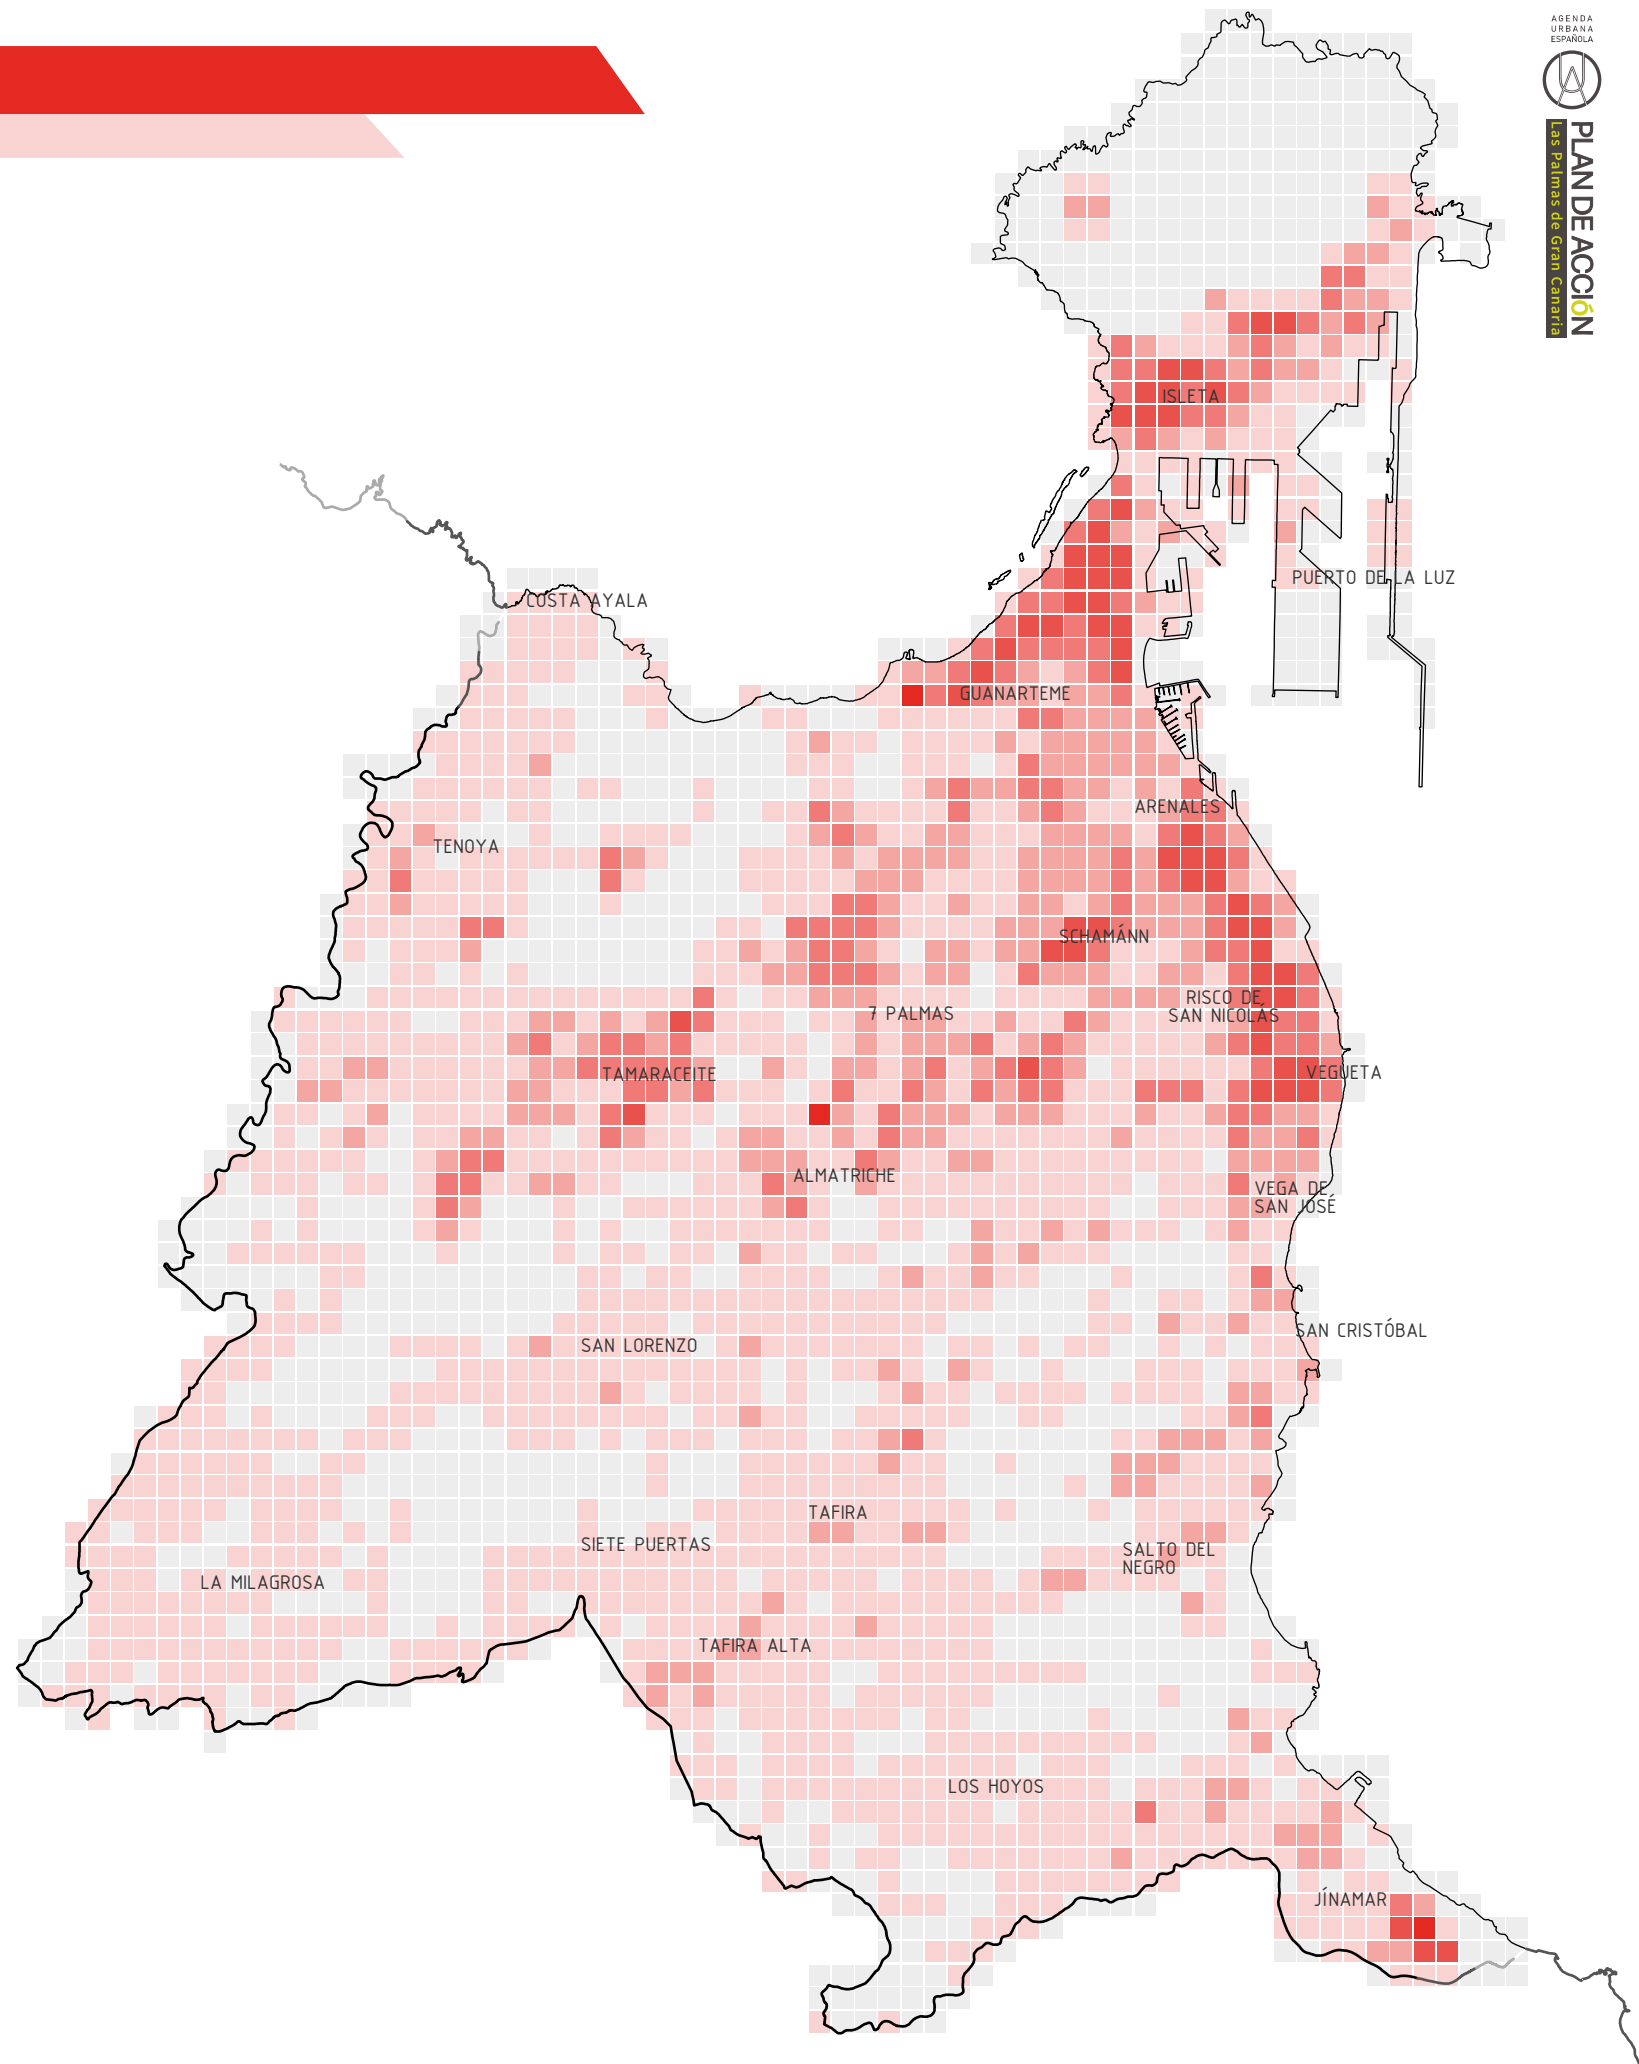 AGENDA
URBANA
ESPAÑOLA
PLAN DE ACCIÓN
Las Palmas de Gran Canaria
ISLETA
PUERTO DE LA LUZ
COSTA AYALA
GUANARTEME
ARENALES
TENOYA
SCHAMÁNN
RISCO DE
SAN NICOLÁS
7 PALMAS
VEGUETA
TAMARACEITE
ALMATRICHE
VEGA DE
SAN JOSÉ
SAN CRISTÓBAL
SAN LORENZO
TAFIRA
SIETE PUERTAS
SALTO DEL
NEGRO
LA MILAGROSA
TAFIRA ALTA
LOS HOYOS
JÍNAMAR